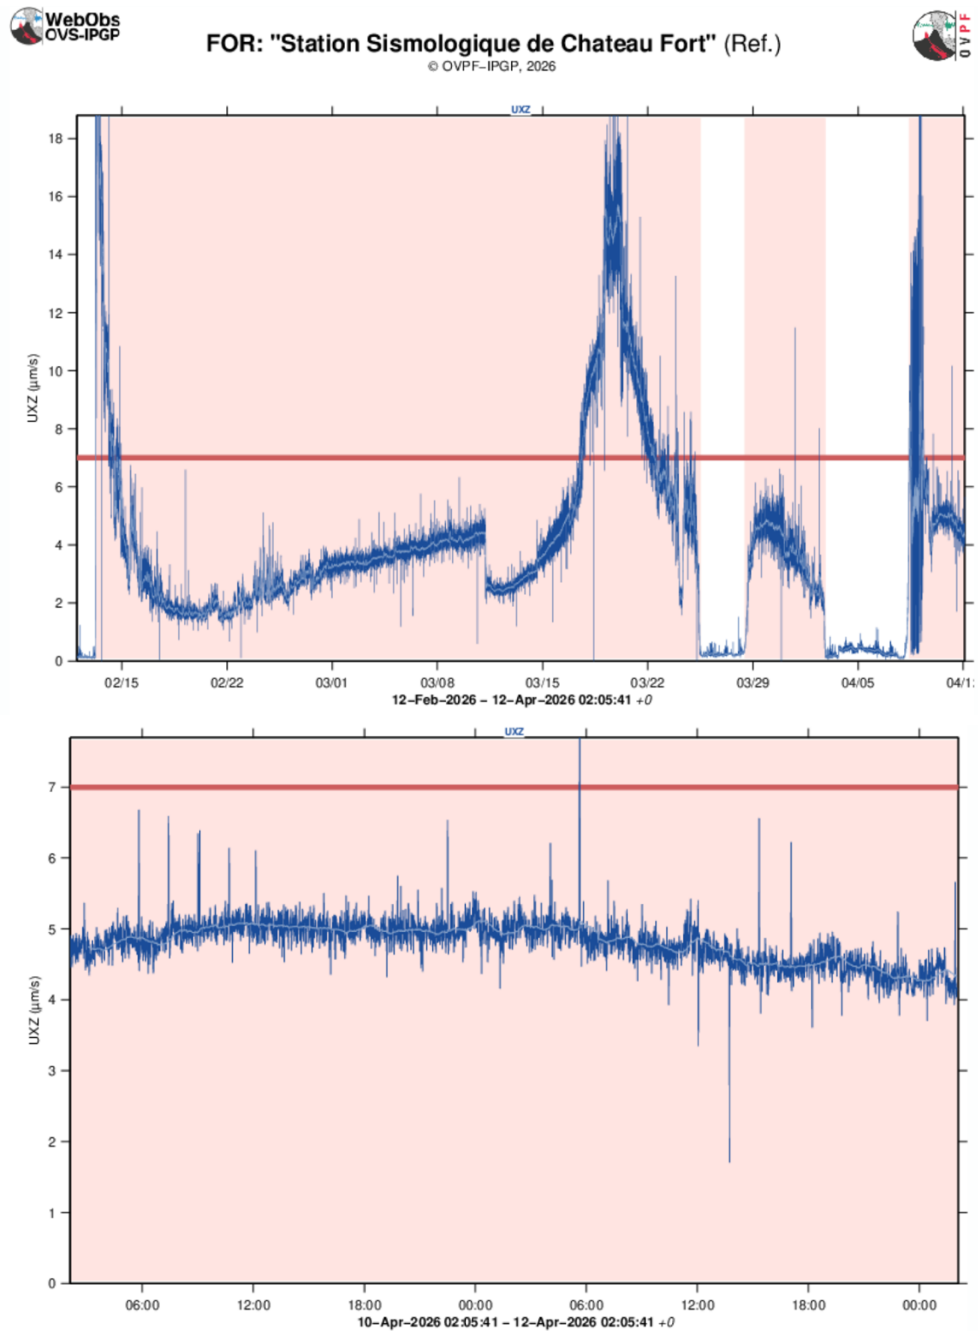 WebObs
OVS-IPGP
FOR: "Station Sismologique de Chateau Fort" (Ref.)
© OVPF–IPGP, 2026
OVPF
UXZ
18
16
14
12
10
8
6
4
2
0
UXZ (µm/s)
02/15 02/22 03/01 03/08 03/15 03/22 03/29 04/05 04/1
12–Feb–2026 – 12–Apr–2026 02:05:41 +0
UXZ
7
6
5
4
3
2
1
0
UXZ (µm/s)
06:00 12:00 18:00 00:00 06:00 12:00 18:00 00:00
10–Apr–2026 02:05:41 – 12–Apr–2026 02:05:41 +0